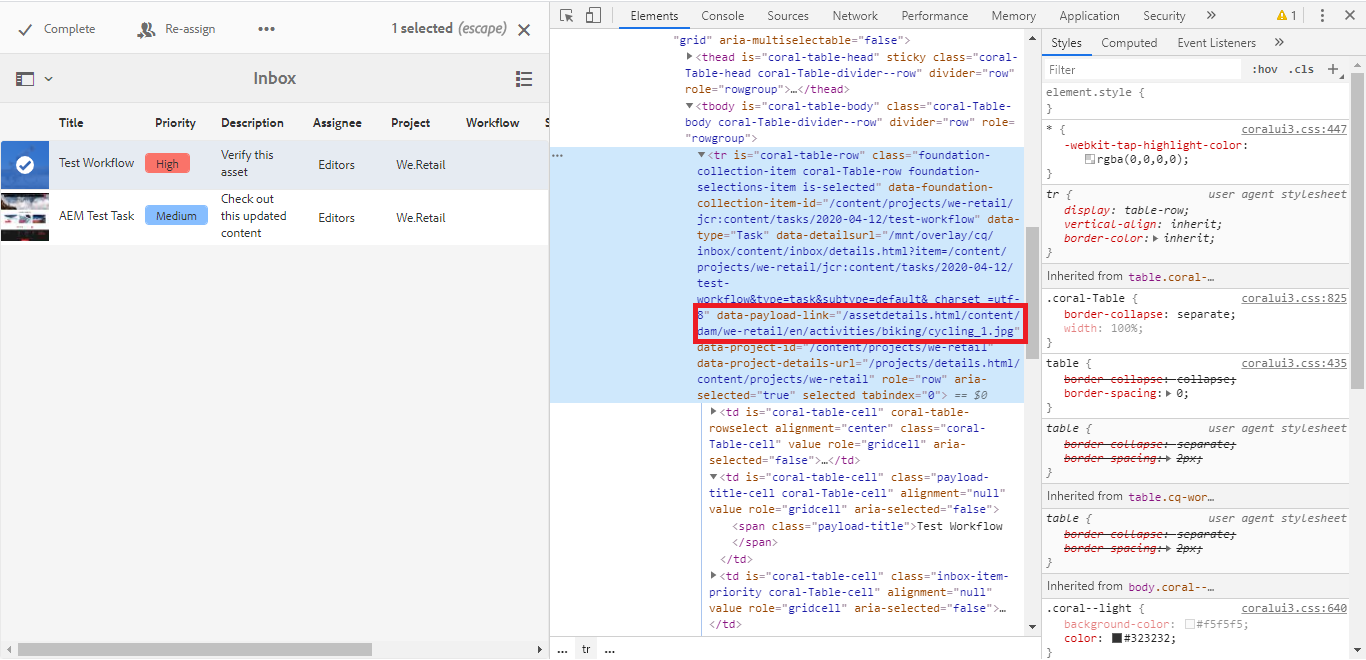 Complete
Re-assign
•••
1 selected (escape)
Inbox
Title Priority Description Assignee Project Workflow S
Test Workflow High Verify this asset Editors We.Retail
AEM Test Task Medium Check out this updated content Editors We.Retail
Elements Console Sources Network Performance Memory Application Security » 1
"grid" aria-multiselectable="false">
<thead is="coral-table-head" sticky class="coral-
Table-head coral-Table-divider--row" divider="row"
role="rowgroup">…</thead>
<tbody is="coral-table-body" class="coral-Table-
body coral-Table-divider--row" divider="row" role=
"rowgroup">
<tr is="coral-table-row" class="foundation-
collection-item coral-Table-row foundation-
selections-item is-selected" data-foundation-
collection-item-id="/content/projects/we-retail/
jcr:content/tasks/2020-04-12/test-workflow" data-
type="Task" data-detailsurl="/mnt/overlay/cq/
inbox/content/inbox/details.html?item=/content/
projects/we-retail/jcr:content/tasks/2020-04-12/
test-
workflow&type=task&subtype=default&_charset_=utf-
8" data-payload-link="/assetdetails.html/content/
dam/we-retail/en/activities/biking/cycling_1.jpg"
data-project-id="/content/projects/we-retail"
data-project-details-url="/projects/details.html/
content/projects/we-retail" role="row" aria-
selected="true" selected tabindex="0"> == $0
<td is="coral-table-cell" coral-table-
rowselect alignment="center" class="coral-
Table-cell" value role="gridcell" aria-
selected="false">…</td>
<td is="coral-table-cell" class="payload-
title-cell coral-Table-cell" alignment="null"
value role="gridcell" aria-selected="false">
<span class="payload-title">Test Workflow
</span>
</td>
<td is="coral-table-cell" class="inbox-item-
priority coral-Table-cell" alignment="null"
value role="gridcell" aria-selected="false">…
</td>
... tr ...
Styles Computed Event Listeners »
Filter :hov .cls +
element.style {
}
* { coralui3.css:447
-webkit-tap-highlight-color:
rgba(0,0,0,0);
}
tr { user agent stylesheet
display: table-row;
vertical-align: inherit;
border-color: inherit;
}
Inherited from table.coral-…
.coral-Table { coralui3.css:825
border-collapse: separate;
width: 100%;
}
table { coralui3.css:435
border-collapse: collapse;
border-spacing: 0;
}
table { user agent stylesheet
border-collapse: separate;
border-spacing: 2px;
}
Inherited from table.cq-wor…
table { user agent stylesheet
border-collapse: separate;
border-spacing: 2px;
}
Inherited from body.coral--…
.coral--light { coralui3.css:640
background-color: #f5f5f5;
color: #323232;
}